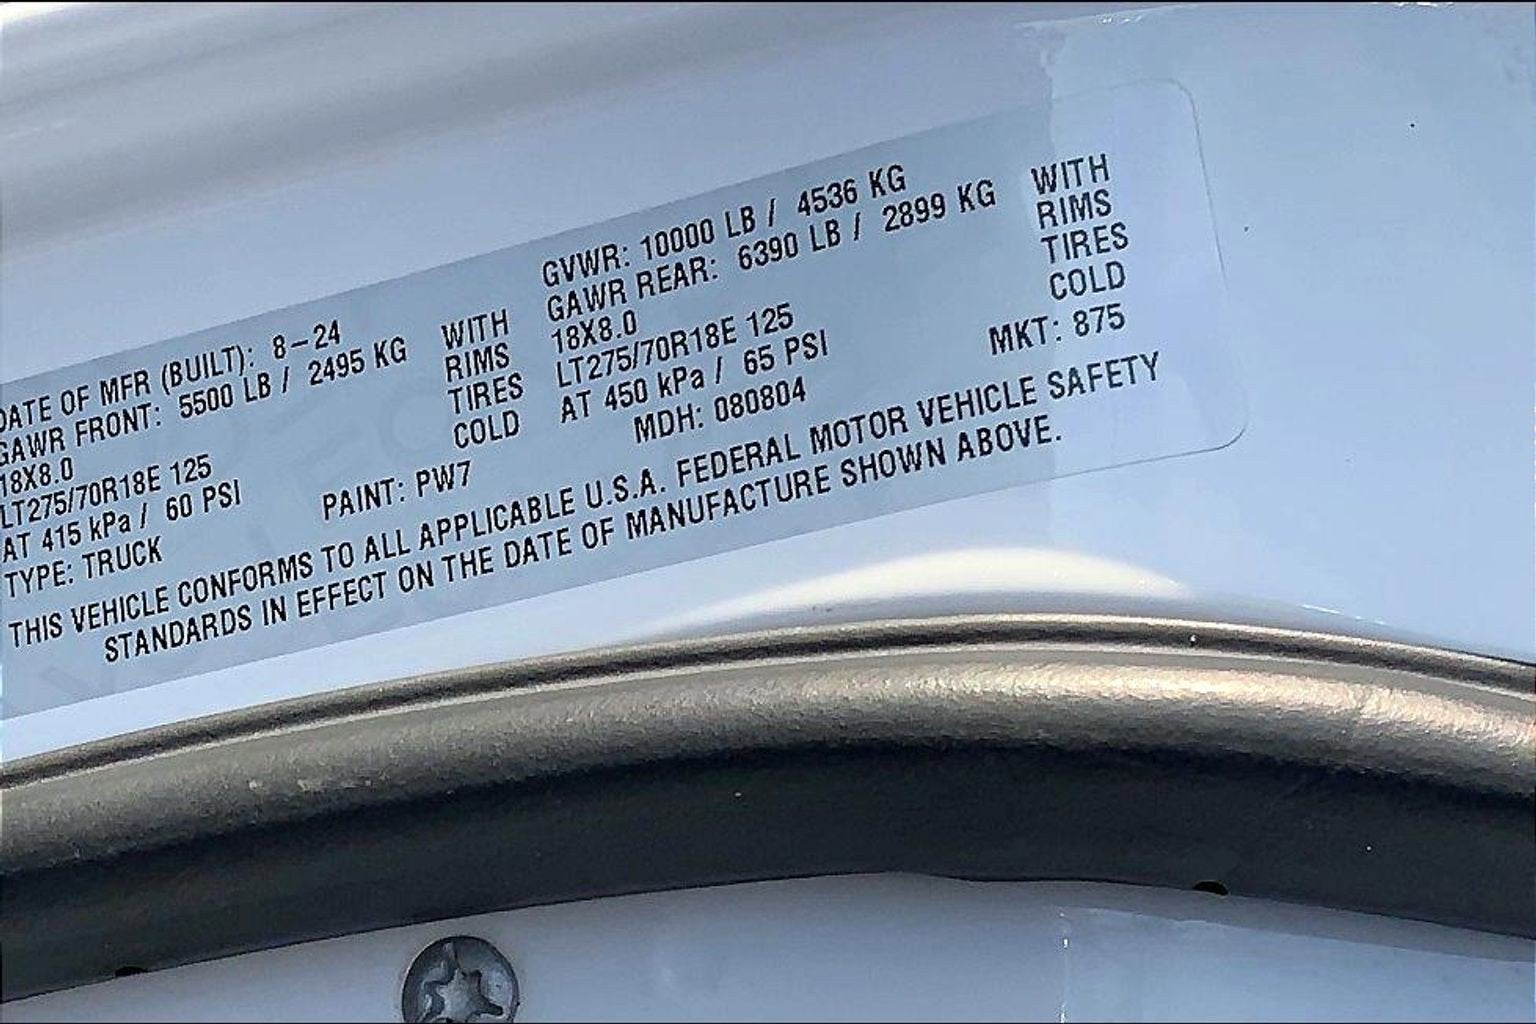 DATE OF MFR (BUILT): 8-24 GVWR: 10000 LB / 4536 KG
GAWR FRONT: 5500 LB / 2495 KG WITH GAWR REAR: 6390 LB / 2899 KG WITH
18X8.0 RIMS 18X8.0 RIMS
LT275/70R18E 125 TIRES LT275/70R18E 125 TIRES
AT 415 kPa / 60 PSI COLD AT 450 kPa / 65 PSI COLD
TYPE: TRUCK PAINT: PW7 MDH: 080804 MKT: 875
THIS VEHICLE CONFORMS TO ALL APPLICABLE U.S.A. FEDERAL MOTOR VEHICLE SAFETY
STANDARDS IN EFFECT ON THE DATE OF MANUFACTURE SHOWN ABOVE.